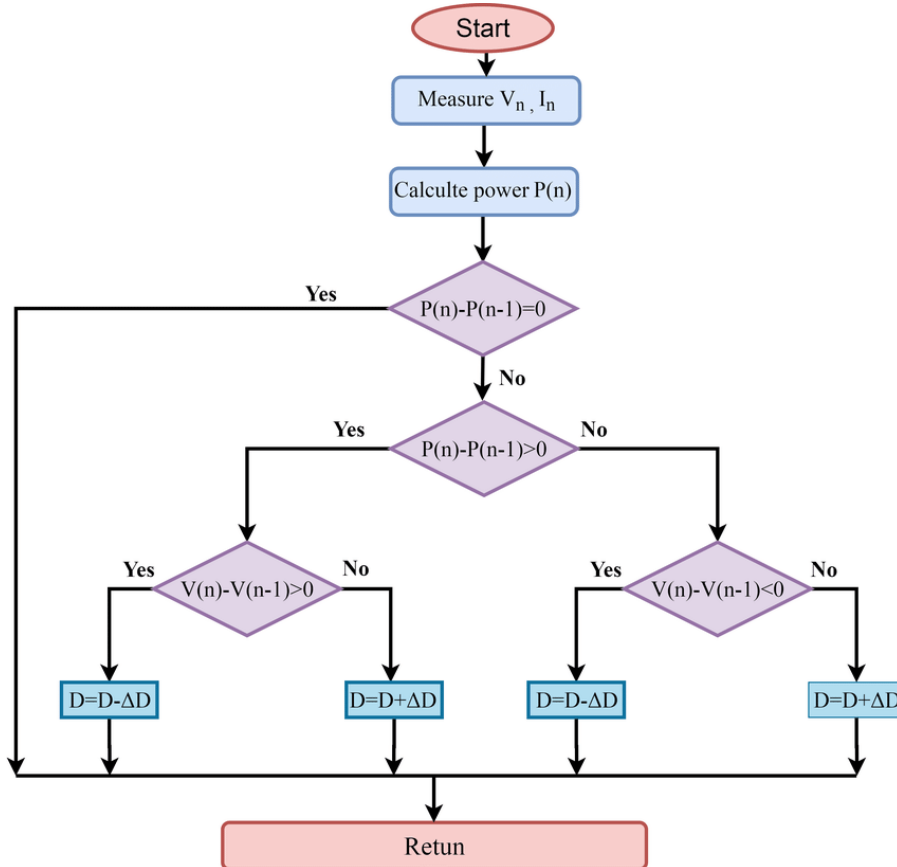 Start
Measure Vn , In
Calculte power P(n)
Yes
P(n)-P(n-1)=0
No
Yes
P(n)-P(n-1)>0
No
Yes
V(n)-V(n-1)>0
No
Yes
V(n)-V(n-1)<0
No
D=D-ΔD
D=D+ΔD
D=D-ΔD
D=D+ΔD
Retun